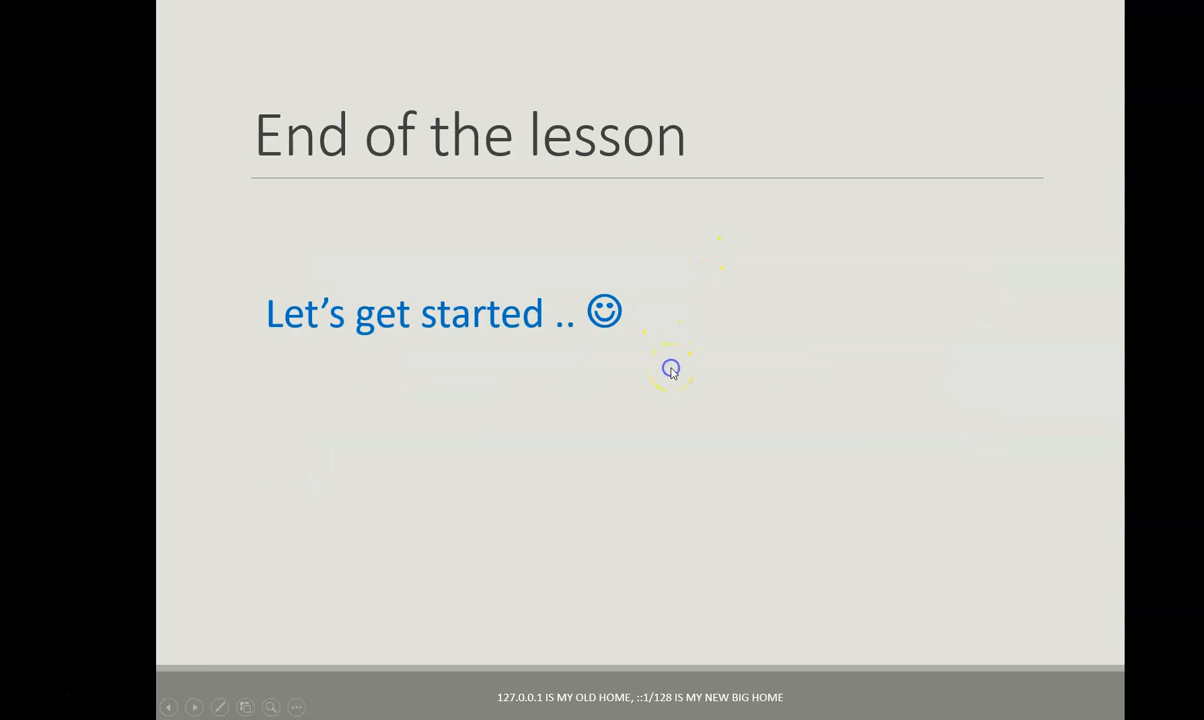 End of the lesson
Let’s get started .. ☺
127.0.0.1 IS MY OLD HOME, ::1/128 IS MY NEW BIG HOME